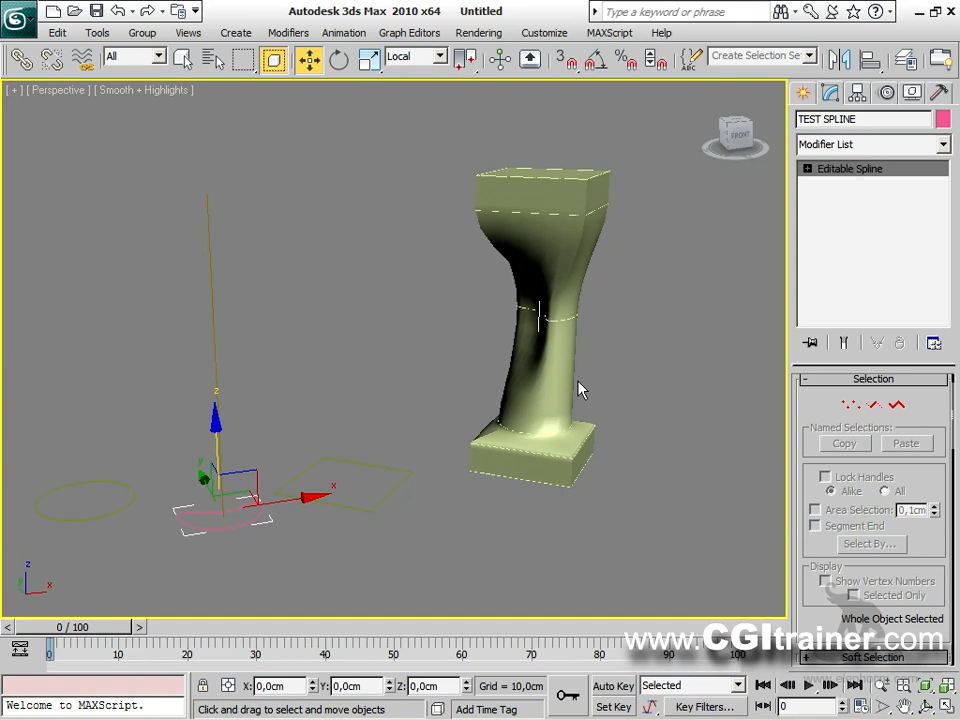 Autodesk 3ds Max 2010 x64 Untitled
Type a keyword or phrase
Edit Tools Group Views Create Modifiers Animation Graph Editors Rendering Customize MAXScript Help
All
Local
3
Create Selection Se
[ + ] [ Perspective ] [ Smooth + Highlights ]
FRONT
TEST SPLINE
Modifier List
Editable Spline
Selection
Named Selections:
Copy Paste
Lock Handles
Alike All
Area Selection: 0,1cm
Segment End
Select By...
Display
Show Vertex Numbers
Selected Only
Whole Object Selected
Soft Selection
z
y
x
z
y
x
0 / 100
0 10 20 30 40 50 60 70 80 90 100
www.CGItrainer.com
X: 0,0cm Y: 0,0cm Z: 0,0cm Grid = 10,0cm
Auto Key Selected
Welcome to MAXScript.
Click and drag to select and move objects
Add Time Tag
Set Key Key Filters... 0